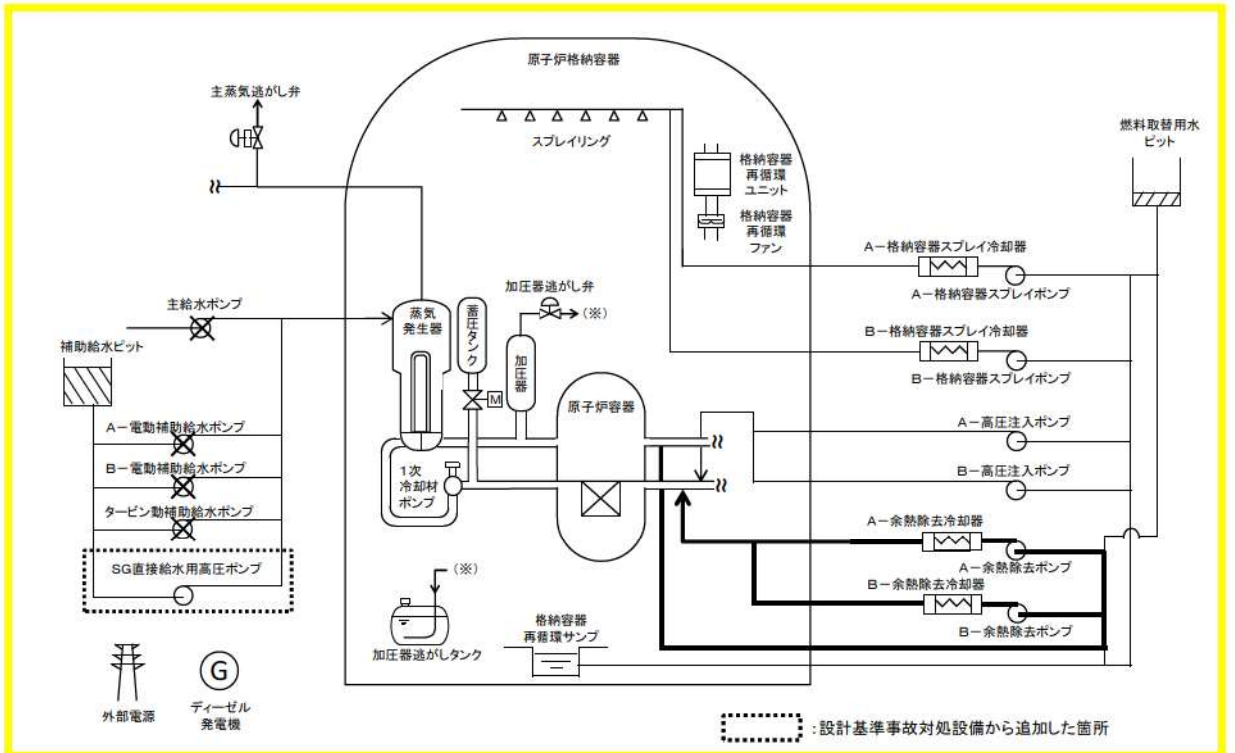 原子炉格納容器
主蒸気逃がし弁
スプレイリング
燃料取替用水
ピット
格納容器
再循環
ユニット
格納容器
再循環
ファン
A-格納容器スプレイ冷却器
A-格納容器スプレイポンプ
加圧器逃がし弁
(※)
主給水ポンプ
蒸気
発生器
蓄圧タンク
加圧器
M
補助給水ピット
B-格納容器スプレイ冷却器
B-格納容器スプレイポンプ
原子炉容器
A-電動補助給水ポンプ
A-高圧注入ポンプ
B-電動補助給水ポンプ
1次
冷却材
ポンプ
B-高圧注入ポンプ
タービン動補助給水ポンプ
A-余熱除去冷却器
A-余熱除去ポンプ
SG直接給水用高圧ポンプ
(※)
B-余熱除去冷却器
B-余熱除去ポンプ
加圧器逃がしタンク
格納容器
再循環サンプ
外部電源
G
ディーゼル
発電機
:設計基準事故対処設備から追加した箇所